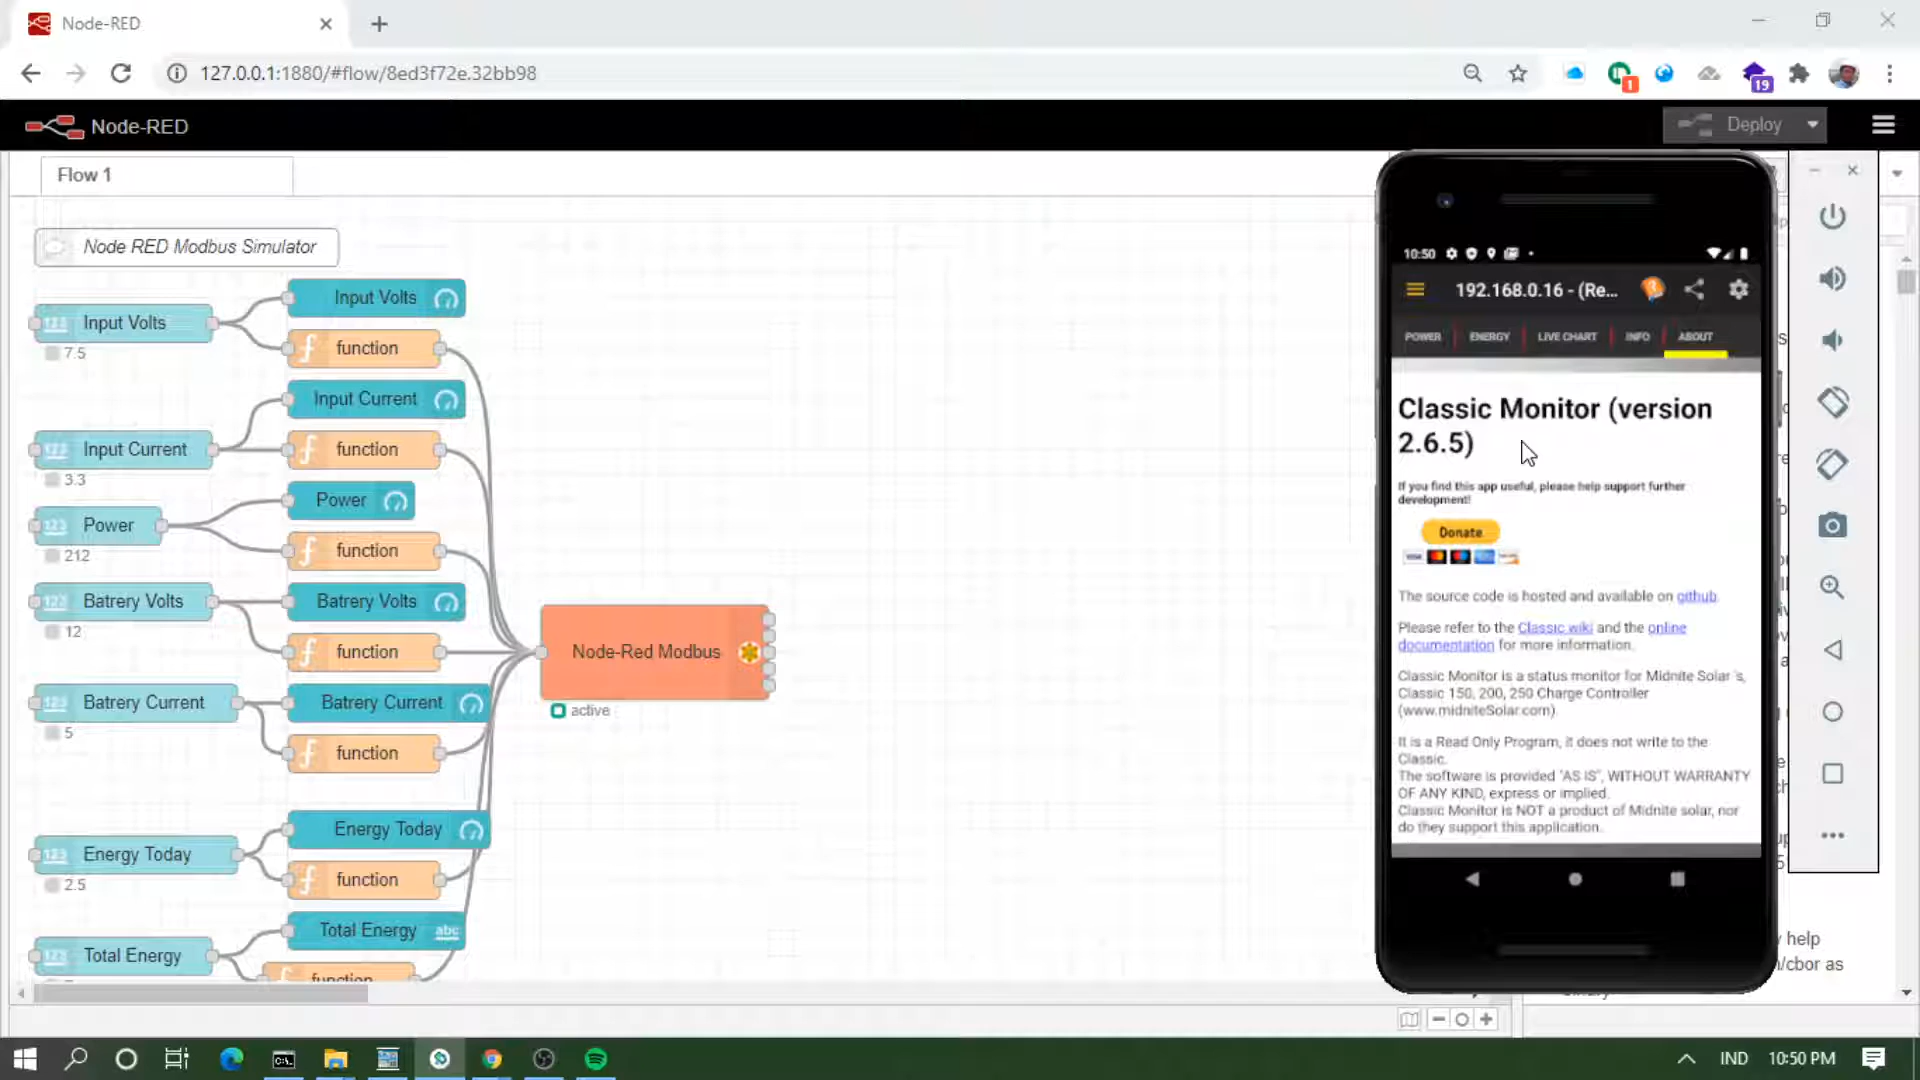 Node-RED
127.0.0.1:1880/#flow/8ed3f72e.32bb98
1
19
Node-RED
Deploy
Flow 1
Node RED Modbus Simulator
Input Volts
7.5
Input Volts
function
Input Current
3.3
Input Current
function
Power
212
Power
function
Batrery Volts
12
Batrery Volts
function
Batrery Current
5
Batrery Current
function
Energy Today
2.5
Energy Today
function
Total Energy
Total Energy
abc
function
Node-Red Modbus
active
10:50
192.168.0.16 - (Re...
POWER
ENERGY
LIVE CHART
INFO
ABOUT
Classic Monitor (version
2.6.5)
If you find this app useful, please help support further
development!
Donate
The source code is hosted and available on github.
Please refer to the Classic wiki and the online
documentation for more information.
Classic Monitor is a status monitor for Midnite Solar 's,
Classic 150, 200, 250 Charge Controller
(www.midniteSolar.com).
It is a Read Only Program, it does not write to the
Classic.
The software is provided "AS IS", WITHOUT WARRANTY
OF ANY KIND, express or implied.
Classic Monitor is NOT a product of Midnite solar, nor
do they support this application.
help
/cbor as
IND
10:50 PM